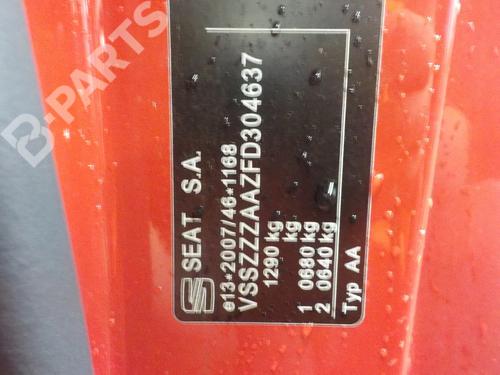 SEAT S.A.
e13*2007/46*1168
VSSZZZAAZFD304637
1290 kg
kg
1 0680 kg
2 0640 kg
Typ AA
B-PARTS